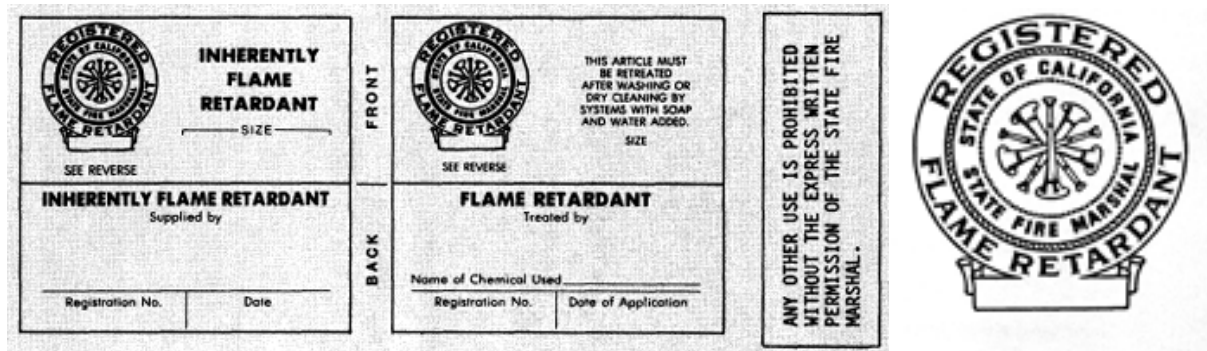 REGISTERED
STATE OF CALIFORNIA
STATE FIRE MARSHAL
FLAME RETARDANT
INHERENTLY
FLAME
RETARDANT
SIZE
SEE REVERSE
INHERENTLY FLAME RETARDANT
Supplied by
Registration No.
Date
FRONT
BACK
REGISTERED
STATE OF CALIFORNIA
STATE FIRE MARSHAL
FLAME RETARDANT
THIS ARTICLE MUST
BE RETREATED
AFTER WASHING OR
DRY CLEANING BY
SYSTEMS WITH SOAP
AND WATER ADDED.
SIZE
SEE REVERSE
FLAME RETARDANT
Treated by
Name of Chemical Used
Registration No.
Date of Application
ANY OTHER USE IS PROHIBITED
WITHOUT THE EXPRESS WRITTEN
PERMISSION OF THE STATE FIRE
MARSHAL.
REGISTERED
STATE OF CALIFORNIA
STATE FIRE MARSHAL
FLAME RETARDANT